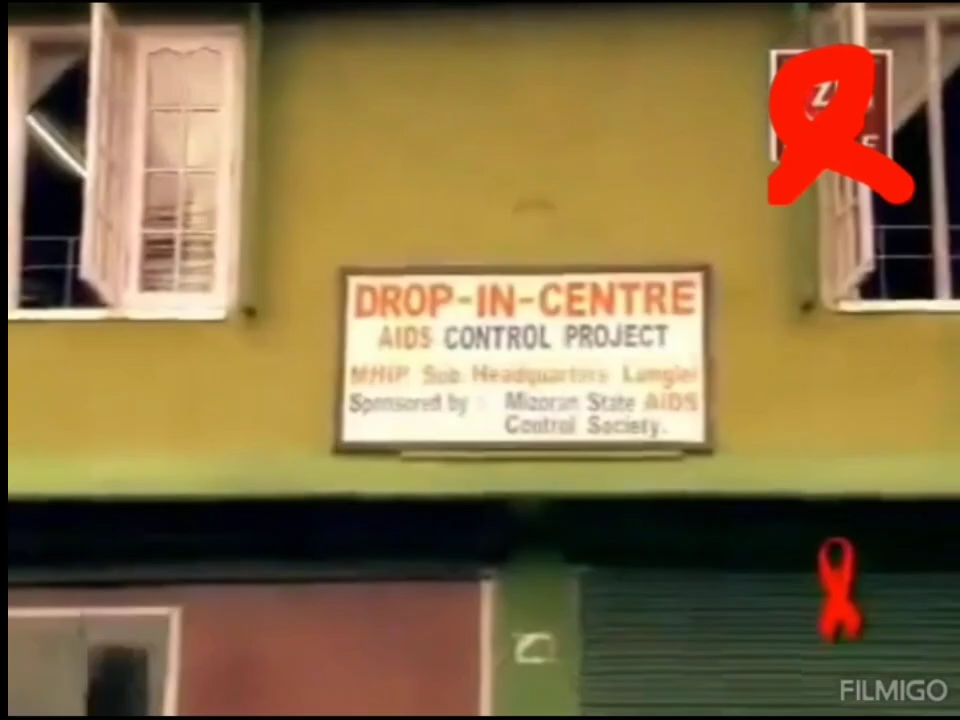 DROP-IN-CENTRE
AIDS CONTROL PROJECT
MHIP Sub Headquarters Lunglei
Sponsored by : Mizoram State AIDS
Control Society.
FILMIGO